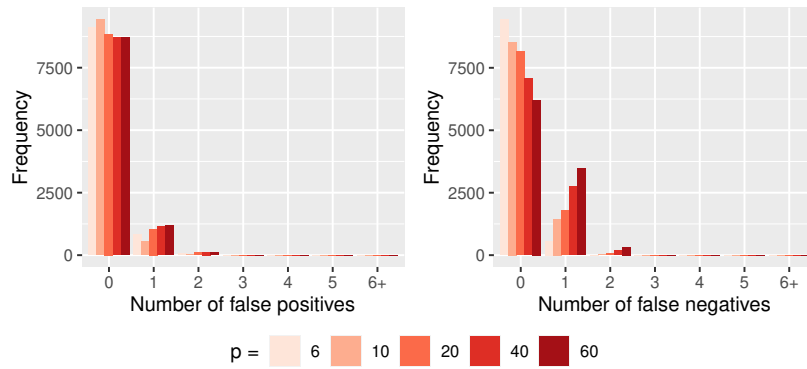 Frequency
7500
5000
2500
0
0 1 2 3 4 5 6+
Number of false positives
Frequency
7500
5000
2500
0
0 1 2 3 4 5 6+
Number of false negatives
p = 6 10 20 40 60